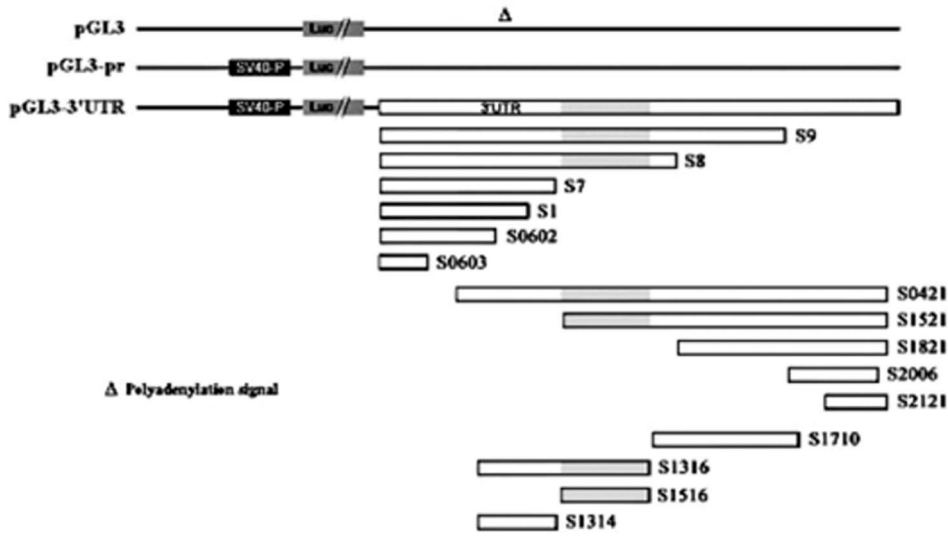 Δ
pGL3 Luc //
pGL3-pr SV40-P Luc //
pGL3-3'UTR SV40-P Luc // 3'UTR
S9
S8
S7
S1
S0602
S0603
S0421
S1521
S1821
Δ Polyadenylation signal
S2006
S2121
S1710
S1316
S1516
S1314